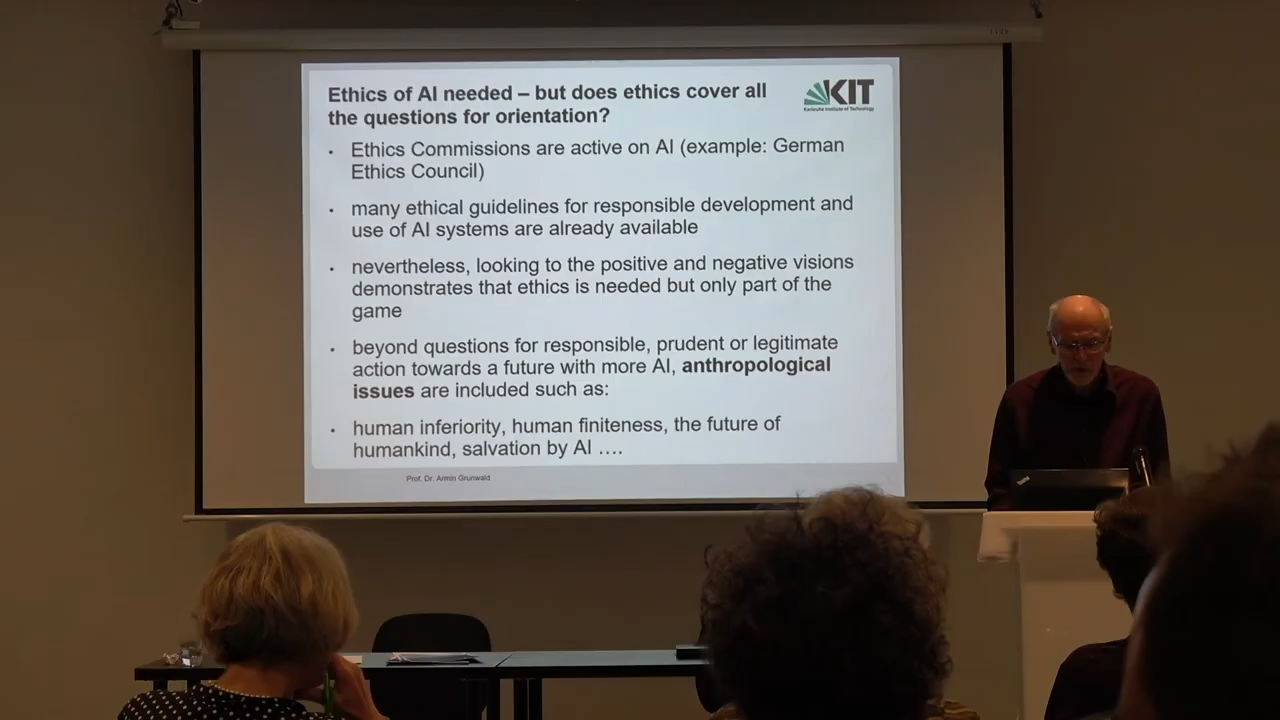 Ethics of AI needed – but does ethics cover all
the questions for orientation?
KIT
Karlsruhe Institute of Technology
• Ethics Commissions are active on AI (example: German
Ethics Council)
• many ethical guidelines for responsible development and
use of AI systems are already available
• nevertheless, looking to the positive and negative visions
demonstrates that ethics is needed but only part of the
game
• beyond questions for responsible, prudent or legitimate
action towards a future with more AI, anthropological
issues are included such as:
• human inferiority, human finiteness, the future of
humankind, salvation by AI ….
Prof. Dr. Armin Grunwald